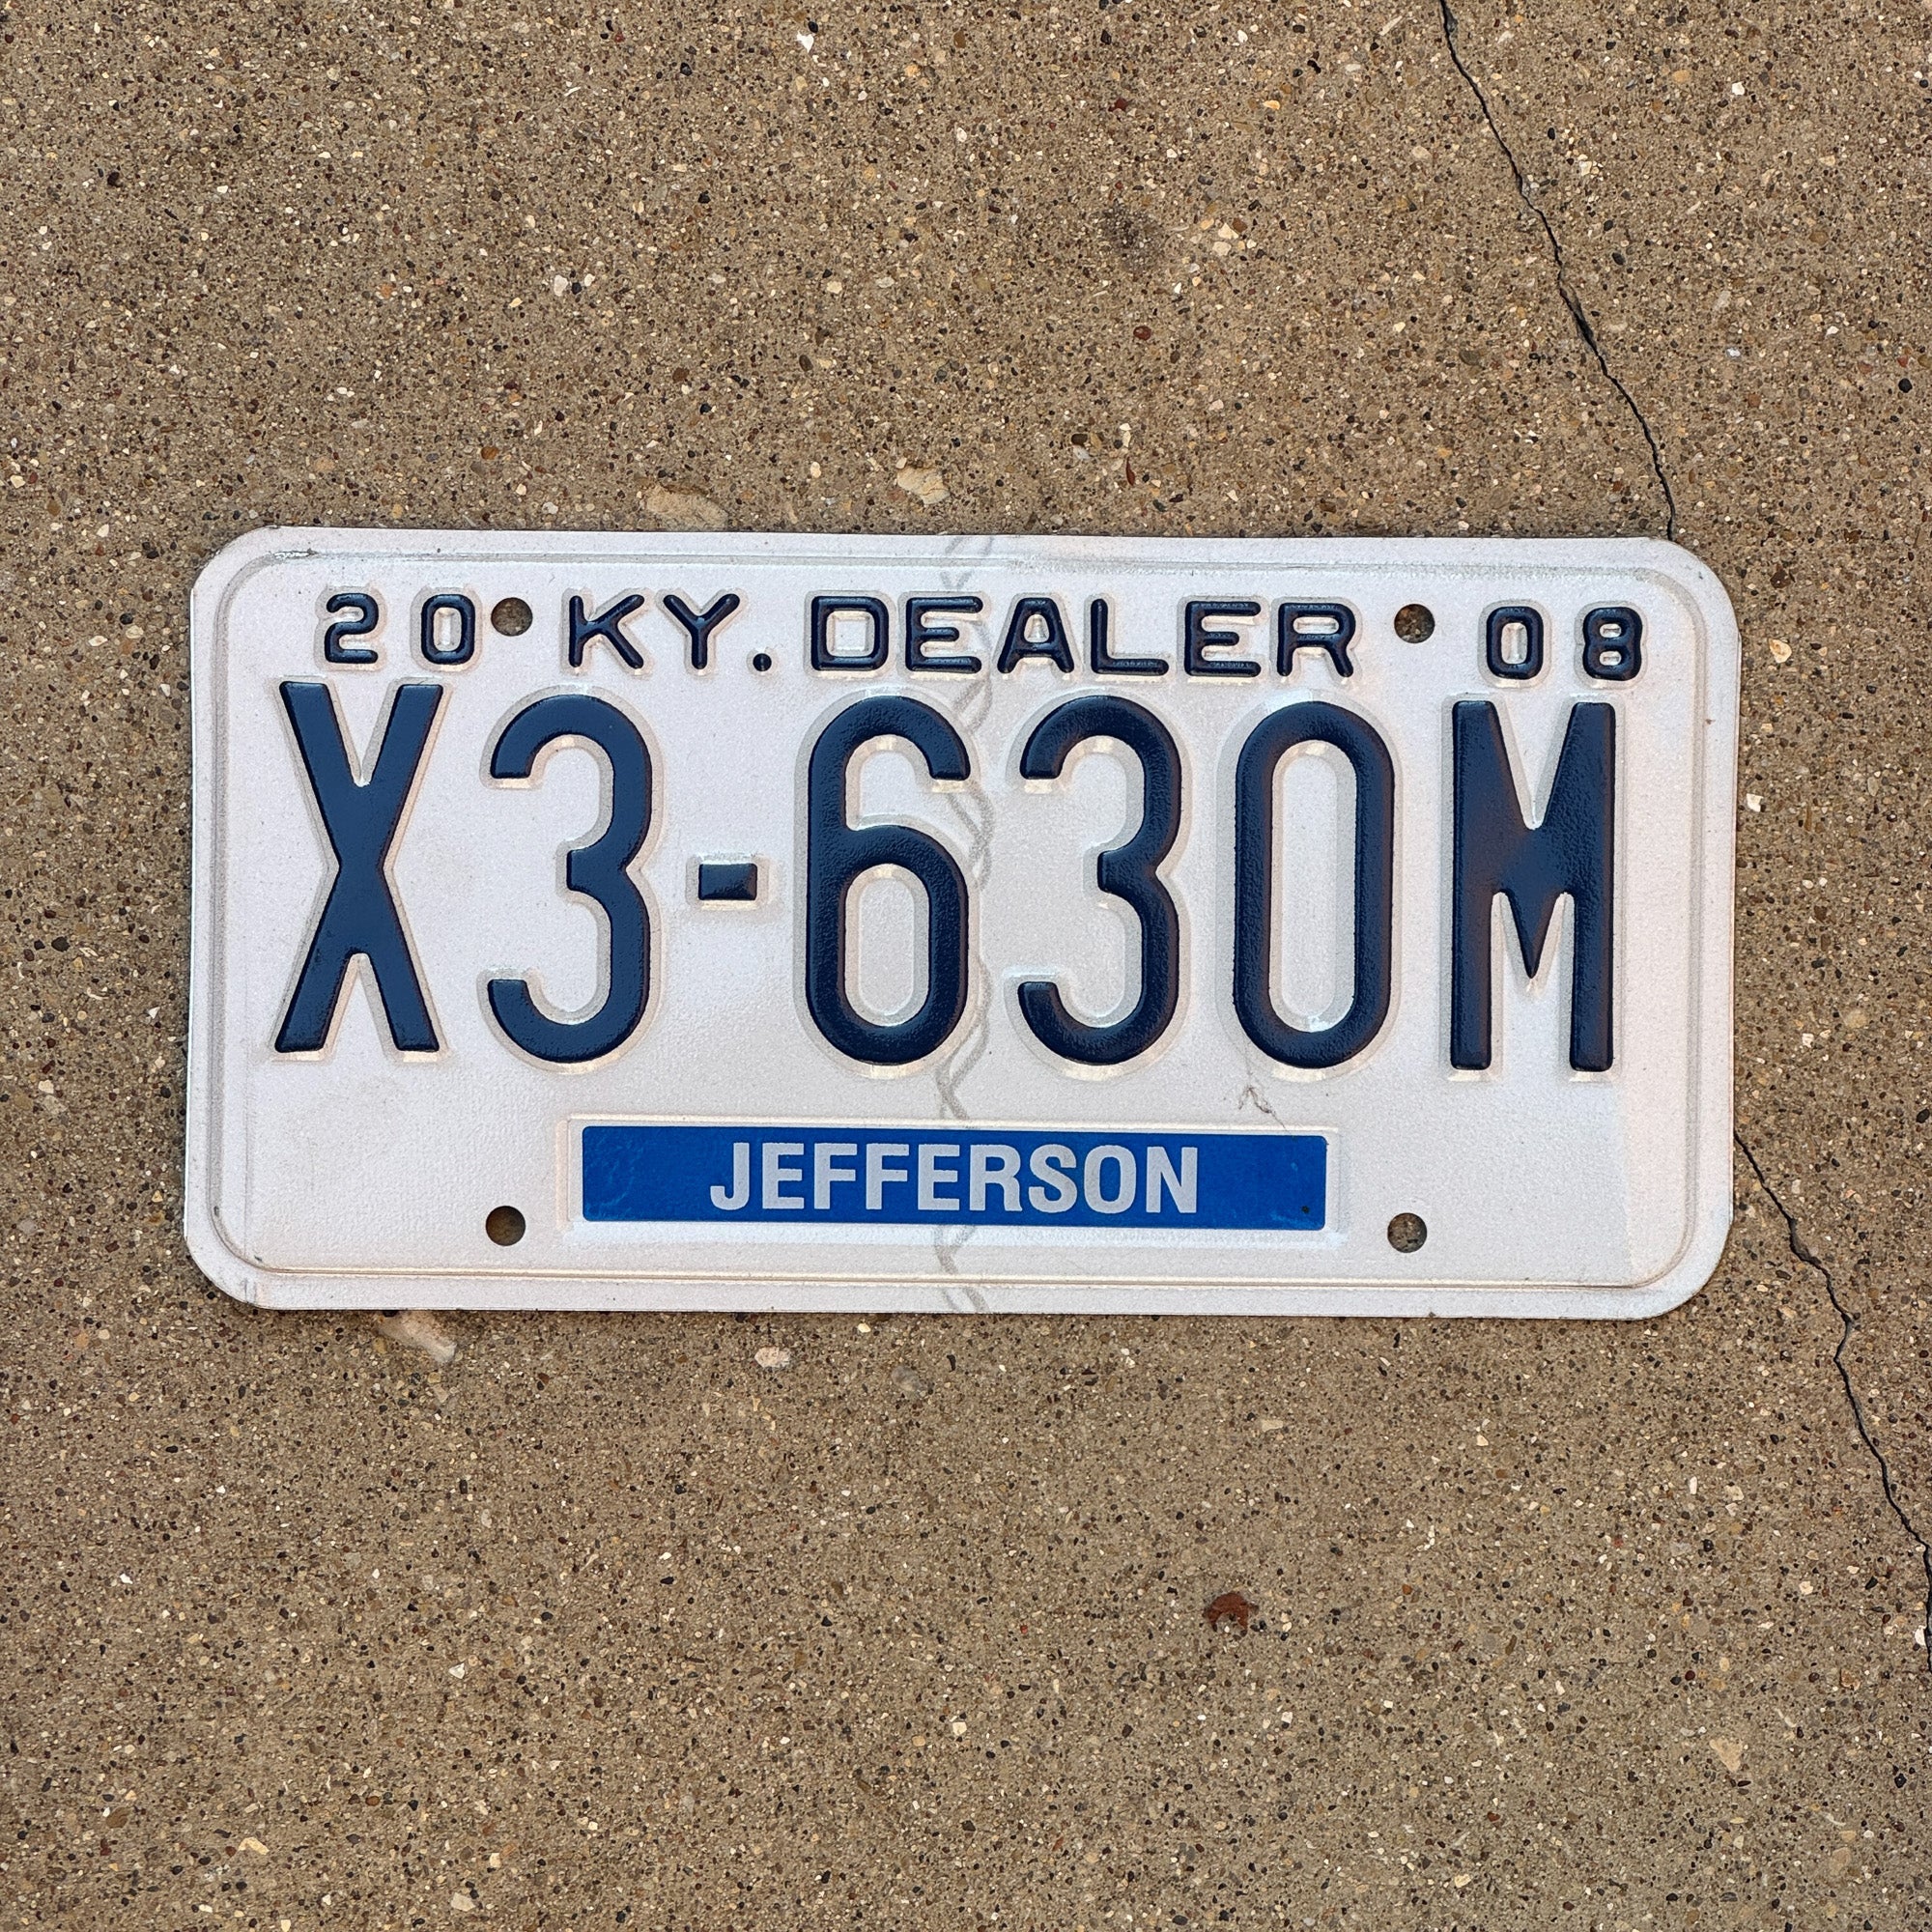 20 KY. DEALER 08
X3-630M
JEFFERSON